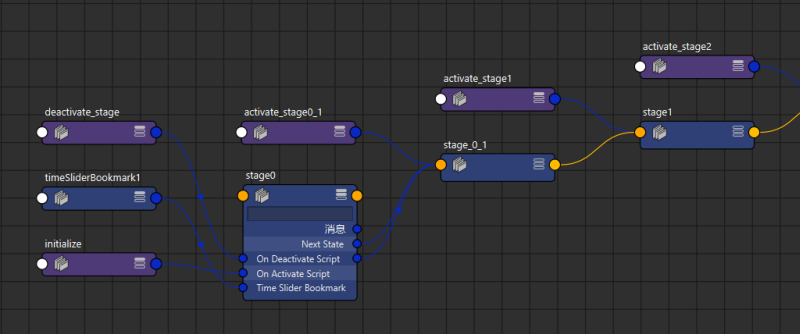 activate_stage2
activate_stage1
stage1
deactivate_stage
activate_stage0_1
stage_0_1
timeSliderBookmark1
stage0
消息
Next State
initialize
On Deactivate Script
On Activate Script
Time Slider Bookmark